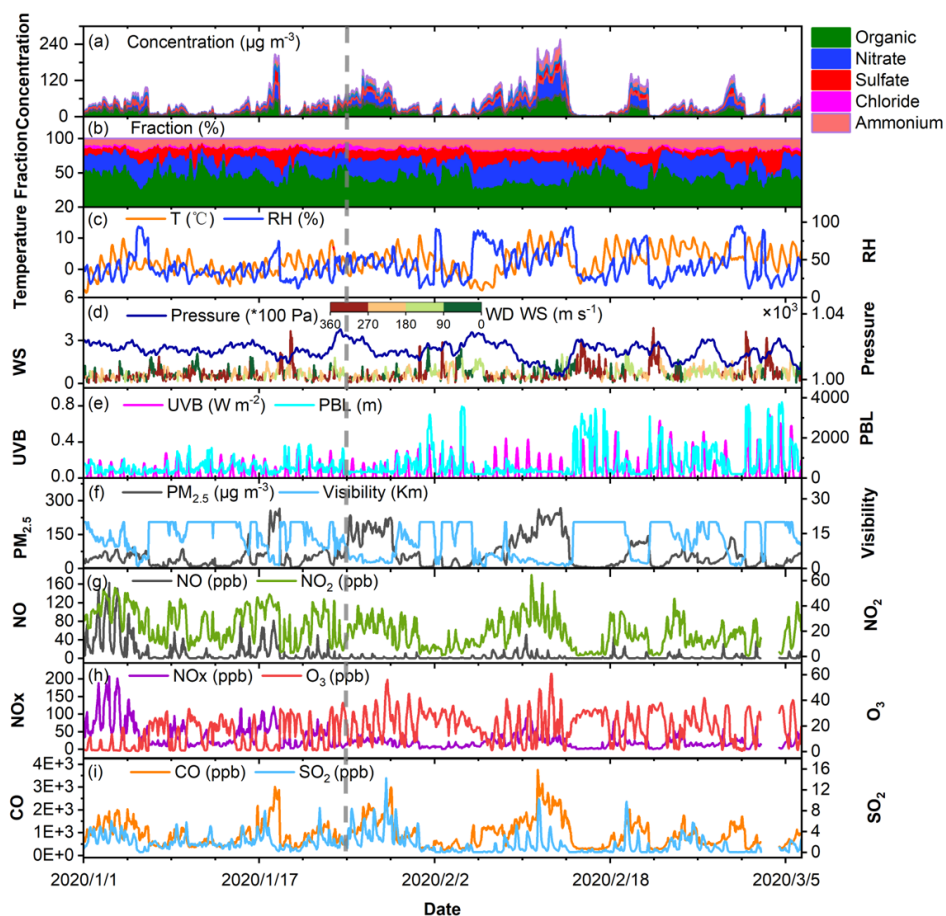 (a) Concentration (µg m-3)
Concentration
240
120
0
Organic
Nitrate
Sulfate
Chloride
Ammonium
(b) Fraction (%)
Fraction
100
50
20
(c) T (℃) RH (%)
Temperature
10
0
6
100
50
0
RH
(d) Pressure (*100 Pa) WD WS (m s-1)
360 270 180 90 0
WS
3
0
×103
1.04
1.00
Pressure
(e) UVB (W m-2) PBL (m)
UVB
0.8
0.4
0.0
4000
2000
0
PBL
(f) PM2.5 (µg m-3) Visibility (Km)
PM2.5
300
150
0
30
15
0
Visibility
(g) NO (ppb) NO2 (ppb)
NO
160
120
80
40
0
60
40
20
0
NO2
(h) NOx (ppb) O3 (ppb)
NOx
200
150
100
50
0
60
40
20
0
O3
(i) CO (ppb) SO2 (ppb)
CO
4E+3
3E+3
2E+3
1E+3
0E+3
16
12
8
4
0
SO2
2020/1/1 2020/1/17 2020/2/2 2020/2/18 2020/3/5
Date